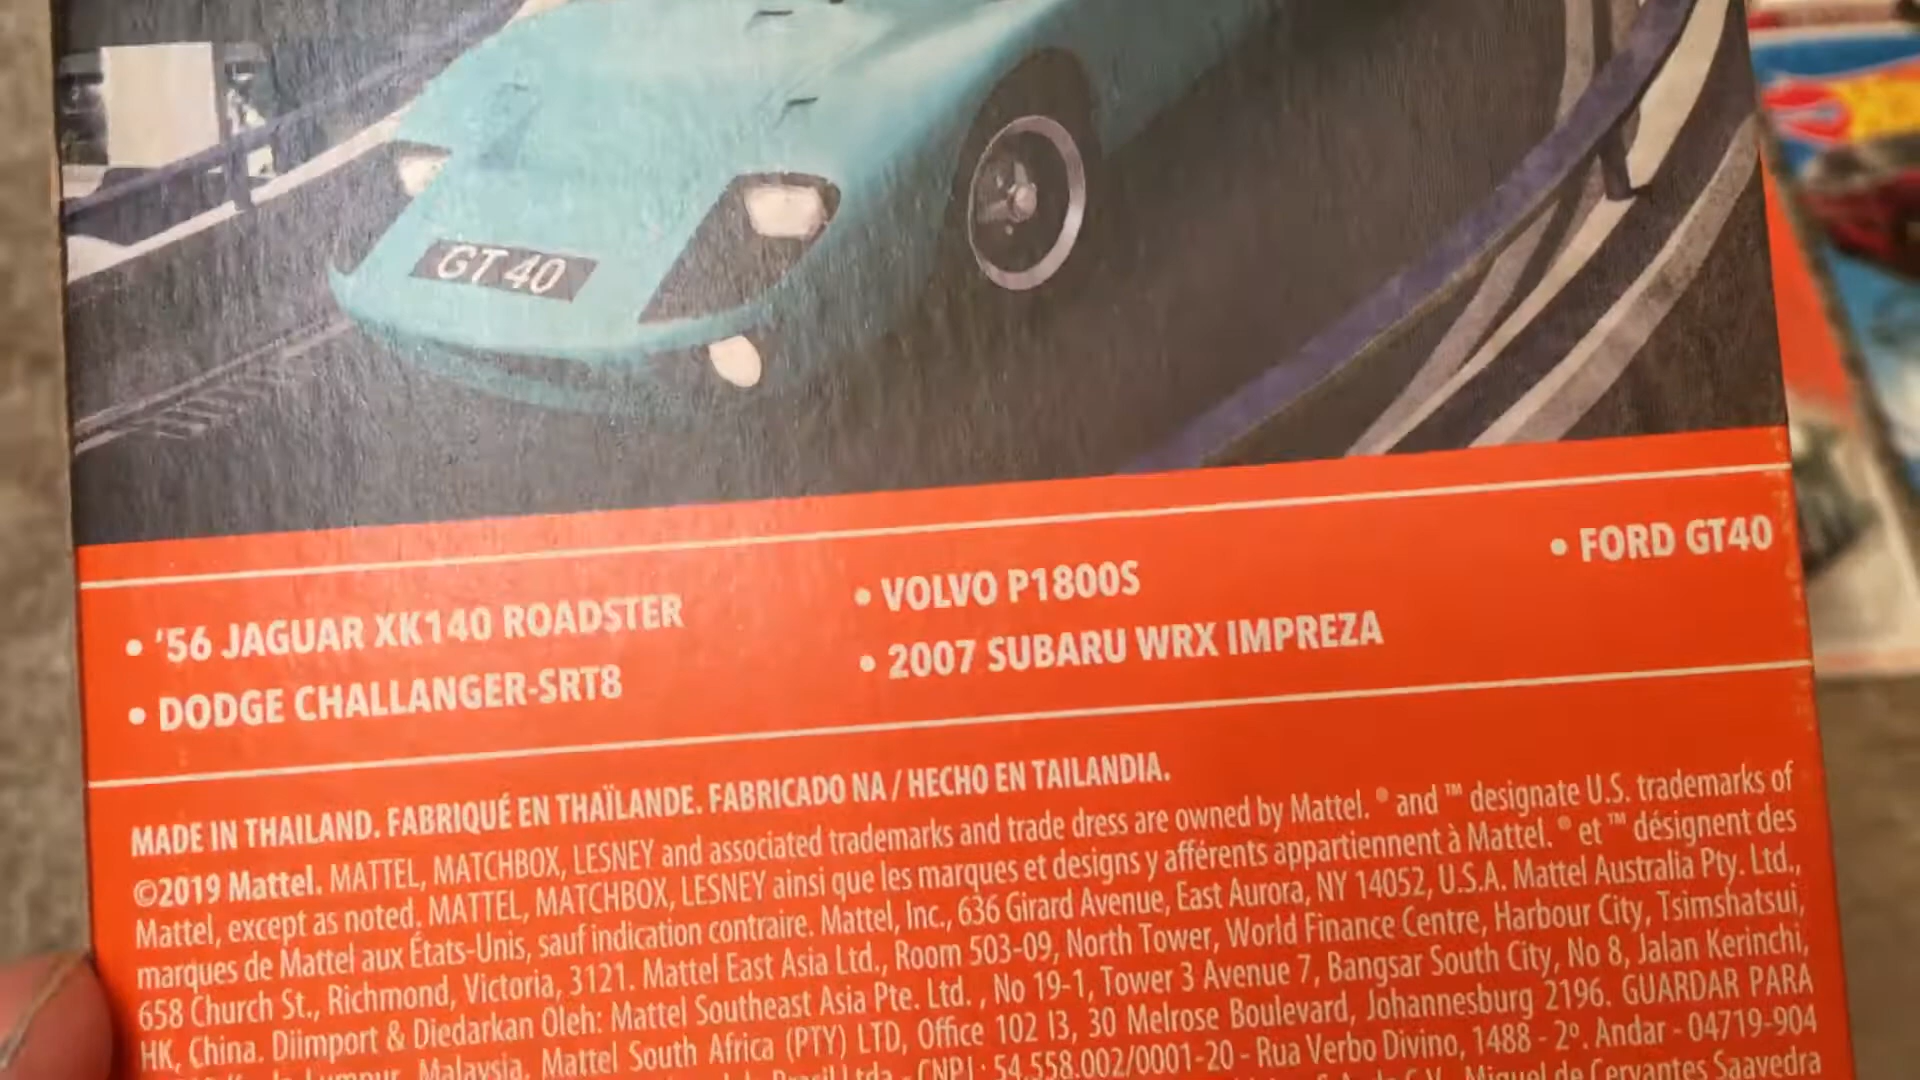 GT 40
• '56 JAGUAR XK140 ROADSTER
• DODGE CHALLANGER-SRT8
• VOLVO P1800S
• 2007 SUBARU WRX IMPREZA
• FORD GT40
MADE IN THAILAND. FABRIQUÉ EN THAÏLANDE. FABRICADO NA / HECHO EN TAILANDIA.
©2019 Mattel. MATTEL, MATCHBOX, LESNEY and associated trademarks and trade dress are owned by Mattel. ® and ™ designate U.S. trademarks of
Mattel, except as noted. MATTEL, MATCHBOX, LESNEY ainsi que les marques et designs y afférents appartiennent à Mattel. ® et ™ désignent des
marques de Mattel aux États-Unis, sauf indication contraire. Mattel, Inc., 636 Girard Avenue, East Aurora, NY 14052, U.S.A. Mattel Australia Pty. Ltd.,
658 Church St., Richmond, Victoria, 3121. Mattel East Asia Ltd., Room 503-09, North Tower, World Finance Centre, Harbour City, Tsimshatsui,
HK, China. Diimport & Diedarkan Oleh: Mattel Southeast Asia Pte. Ltd. , No 19-1, Tower 3 Avenue 7, Bangsar South City, No 8, Jalan Kerinchi,
Malaysia. Mattel South Africa (PTY) LTD, Office 102 I3, 30 Melrose Boulevard, Johannesburg 2196. GUARDAR PARA
CNPJ: 54.558.002/0001-20 - Rua Verbo Divino, 1488 - 2º. Andar - 04719-904
Miguel de Cervantes Saavedra